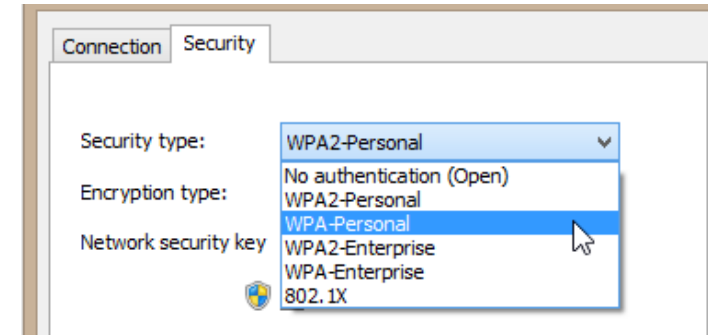 Connection Security
Security type: WPA2-Personal
No authentication (Open)
Encryption type: WPA2-Personal
WPA-Personal
Network security key WPA2-Enterprise
WPA-Enterprise
802.1X